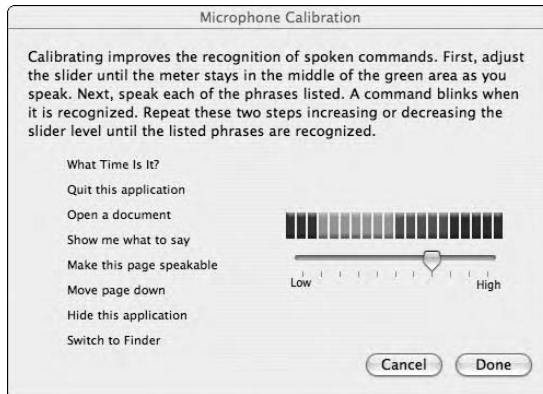 Microphone Calibration
Calibrating improves the recognition of spoken commands. First, adjust
the slider until the meter stays in the middle of the green area as you
speak. Next, speak each of the phrases listed. A command blinks when
it is recognized. Repeat these two steps increasing or decreasing the
slider level until the listed phrases are recognized.
What Time Is It?
Quit this application
Open a document
Show me what to say
Make this page speakable
Move page down
Hide this application
Switch to Finder
Low High
Cancel Done